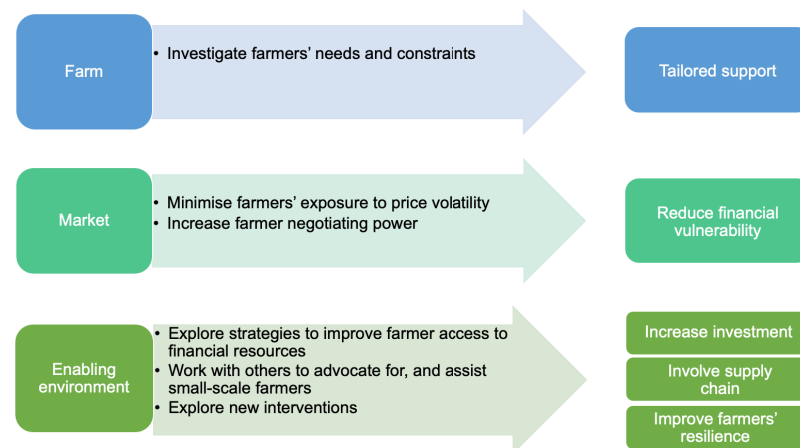 Farm
• Investigate farmers’ needs and constraints
Tailored support
Market
• Minimise farmers’ exposure to price volatility
• Increase farmer negotiating power
Reduce financial
vulnerability
Enabling
environment
• Explore strategies to improve farmer access to
financial resources
• Work with others to advocate for, and assist
small-scale farmers
• Explore new interventions
Increase investment
Involve supply
chain
Improve farmers’
resilience